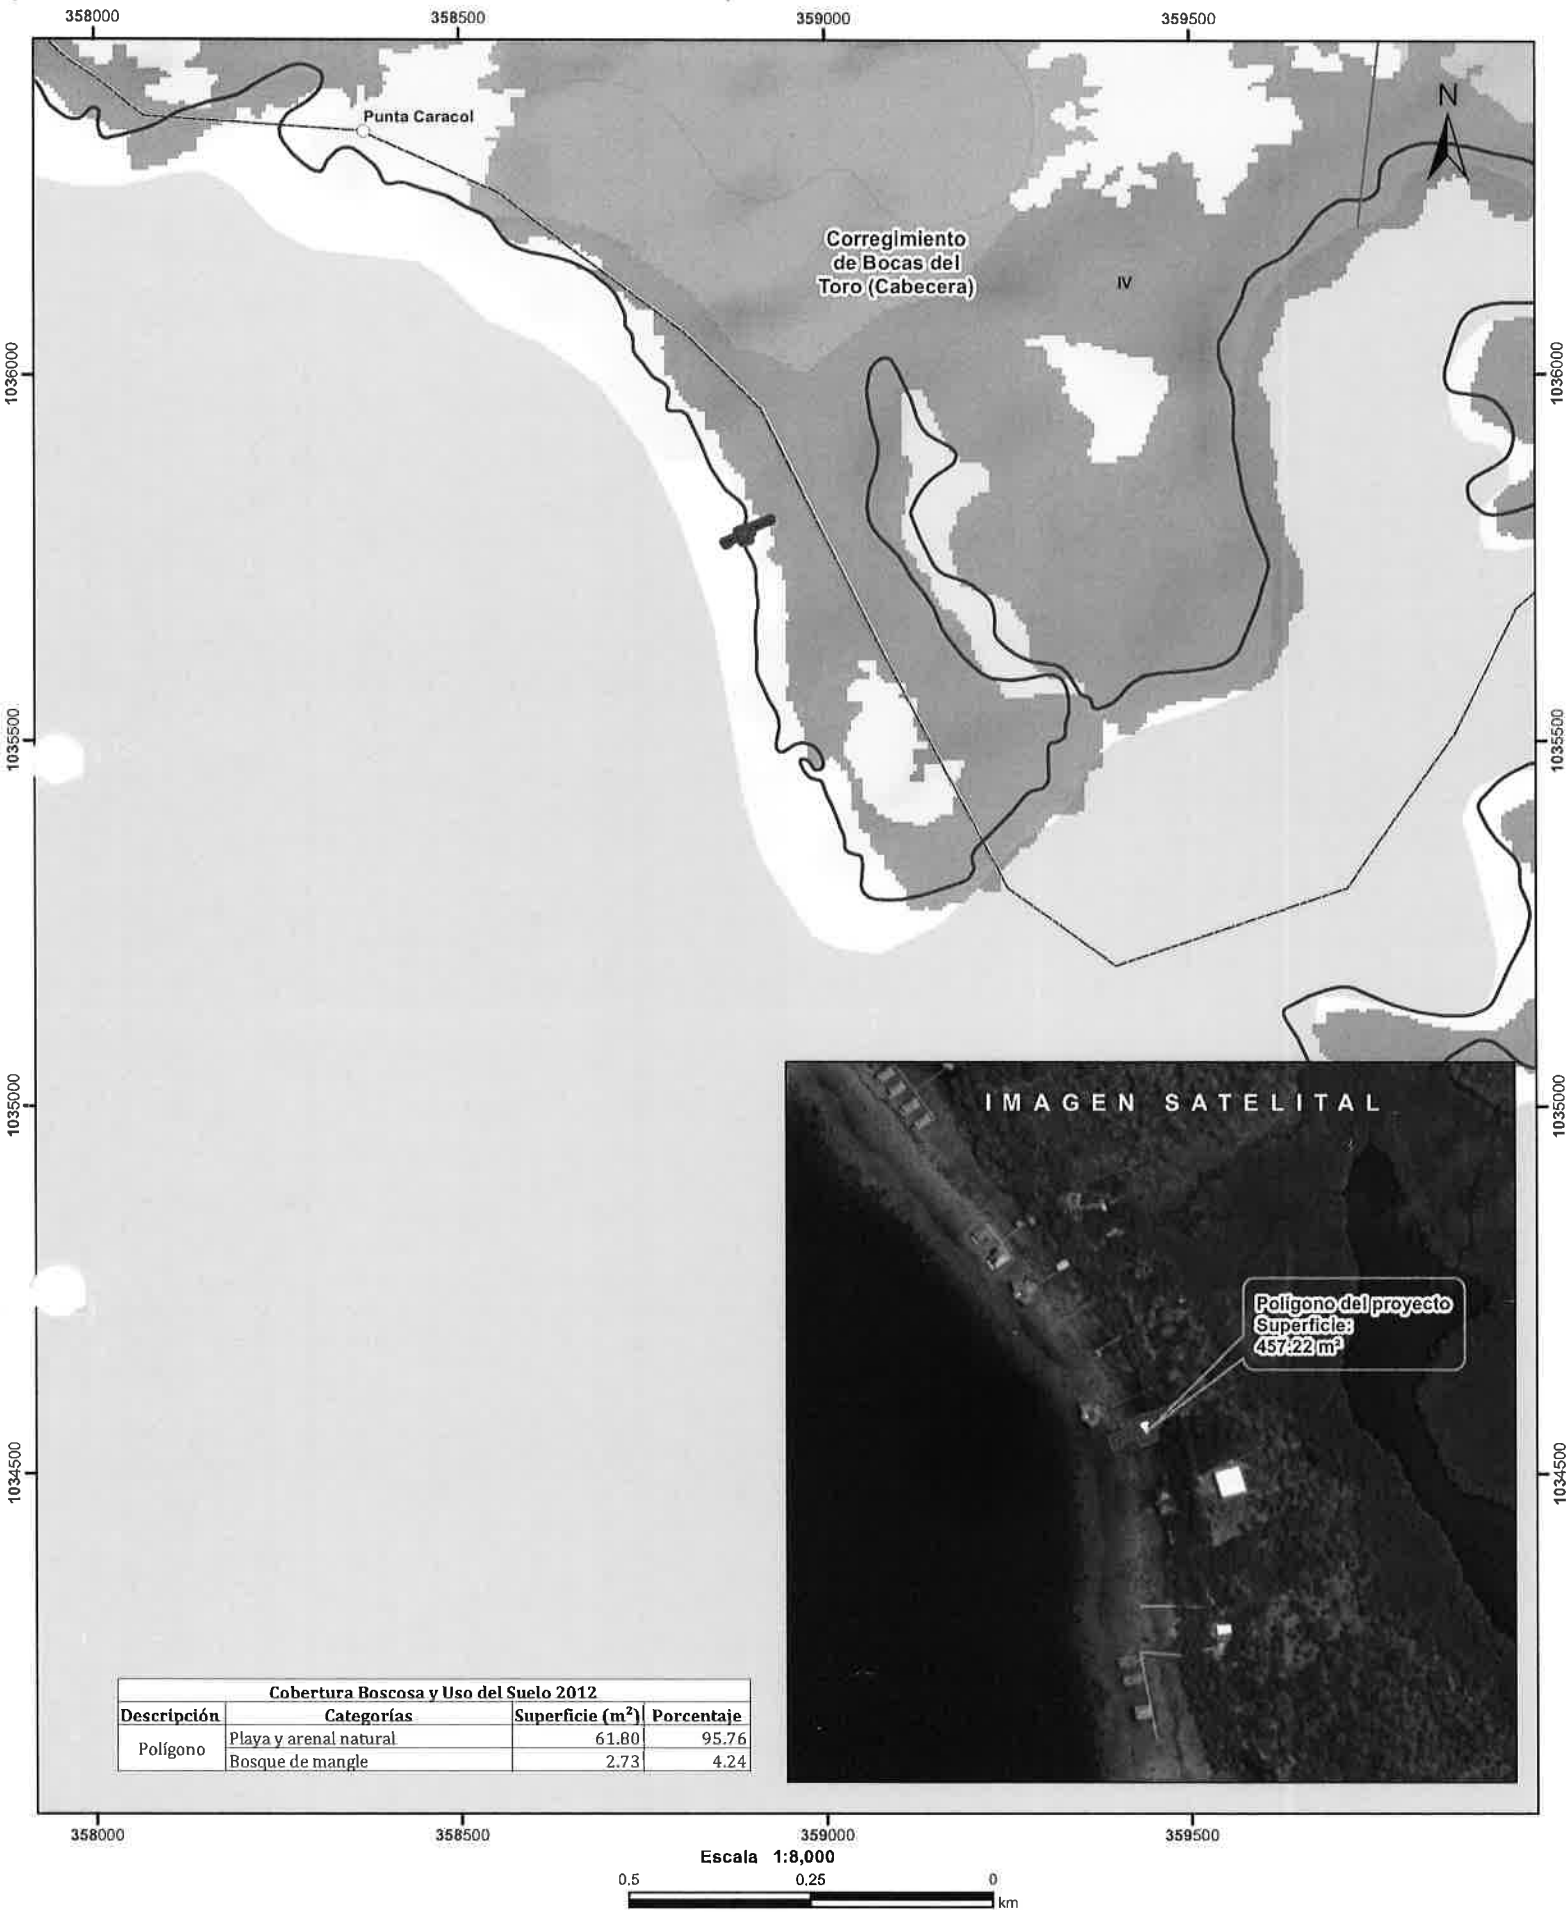 358000 358500 359000 359500
N
Punta Caracol
Corregimiento
de Bocas del
Toro (Cabecera)
IV
1036000 1036000
1035500 1035500
1035000 1035000
IMAGEN SATELITAL
Polígono del proyecto
Superficie:
457.22 m²
1034500 1034500
Cobertura Boscosa y Uso del Suelo 2012
Descripción Categorías Superficie (m²) Porcentaje
Polígono
Playa y arenal natural 61.80 95.76
Bosque de mangle 2.73 4.24
358000 358500 359000 359500
Escala 1:8,000
0.5 0.25 0
km